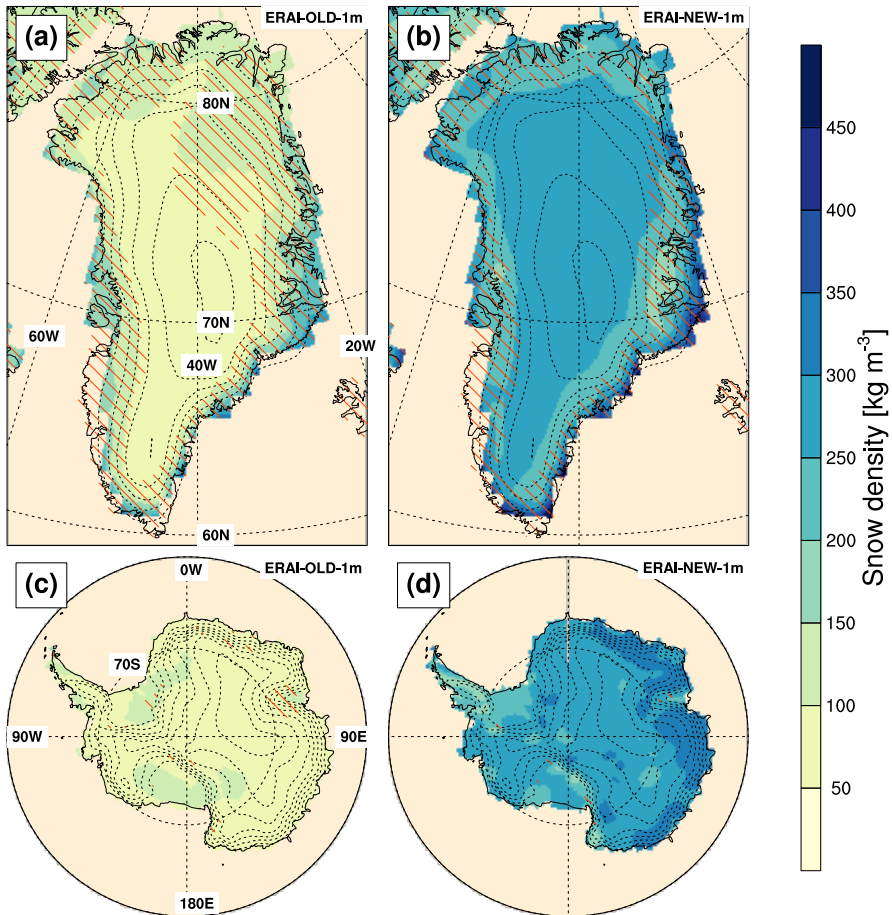 (a)
ERAI-OLD-1m
80N
70N
60W
20W
40W
60N
(b)
ERAI-NEW-1m
(c)
ERAI-OLD-1m
0W
70S
90W
90E
180E
(d)
ERAI-NEW-1m
450
400
350
300
250
200
150
100
50
Snow density [kg m⁻³]